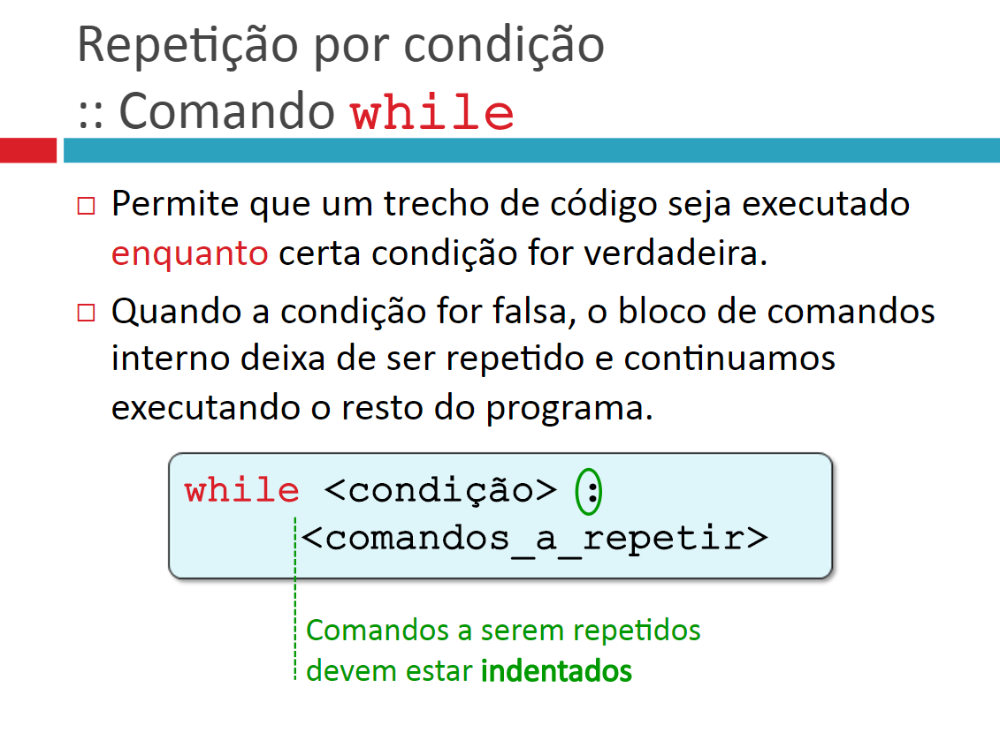 Repetição por condição
:: Comando while
Permite que um trecho de código seja executado
enquanto certa condição for verdadeira.
Quando a condição for falsa, o bloco de comandos
interno deixa de ser repetido e continuamos
executando o resto do programa.
while <condição> :
<comandos_a_repetir>
Comandos a serem repetidos
devem estar indentados